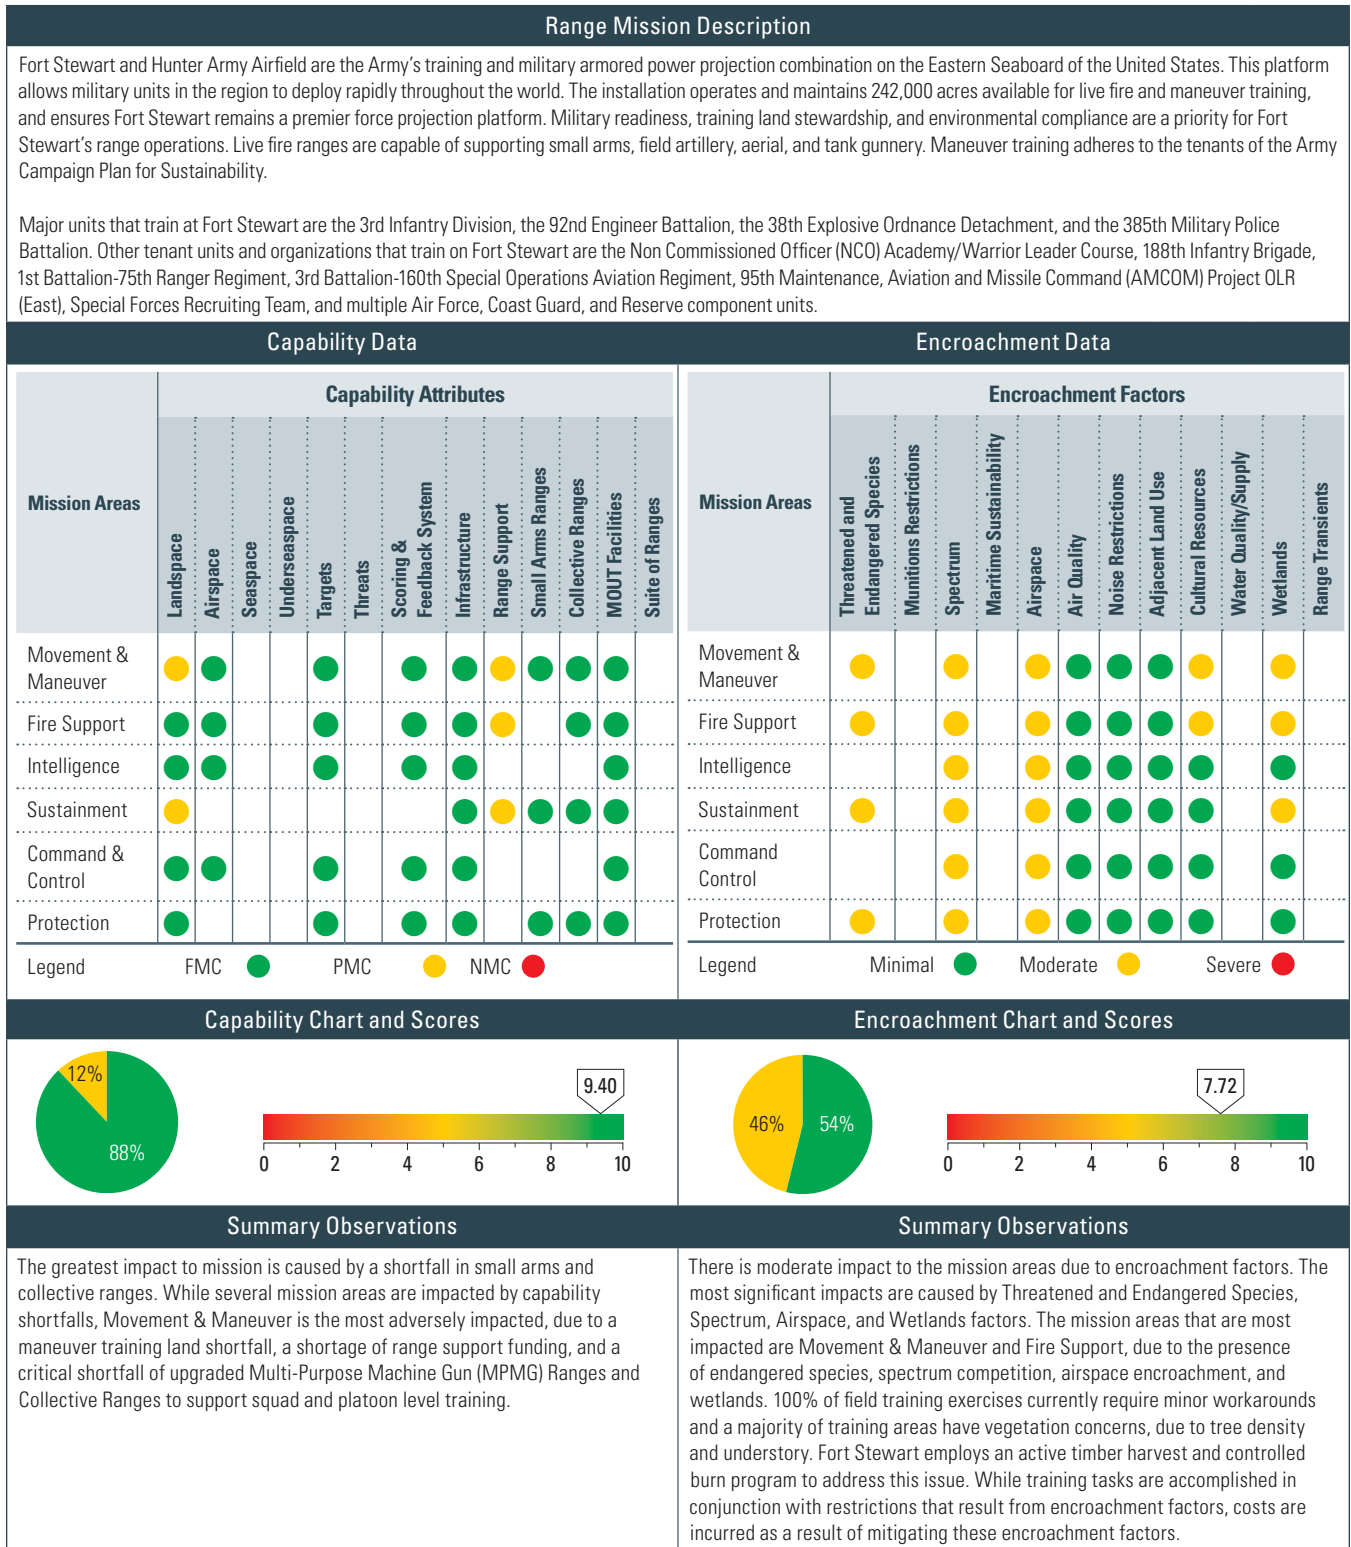 Range Mission Description
Fort Stewart and Hunter Army Airfield are the Army's training and military armored power projection combination on the Eastern Seaboard of the United States. This platform
allows military units in the region to deploy rapidly throughout the world. The installation operates and maintains 242,000 acres available for live fire and maneuver training,
and ensures Fort Stewart remains a premier force projection platform. Military readiness, training land stewardship, and environmental compliance are a priority for Fort
Stewart's range operations. Live fire ranges are capable of supporting small arms, field artillery, aerial, and tank gunnery. Maneuver training adheres to the tenants of the Army
Campaign Plan for Sustainability.
Major units that train at Fort Stewart are the 3rd Infantry Division, the 92nd Engineer Battalion, the 38th Explosive Ordnance Detachment, and the 385th Military Police
Battalion. Other tenant units and organizations that train on Fort Stewart are the Non Commissioned Officer (NCO) Academy/Warrior Leader Course, 188th Infantry Brigade,
1st Battalion-75th Ranger Regiment, 3rd Battalion-160th Special Operations Aviation Regiment, 95th Maintenance, Aviation and Missile Command (AMCOM) Project OLR
(East), Special Forces Recruiting Team, and multiple Air Force, Coast Guard, and Reserve component units.
Capability Data
Mission Areas
Capability Attributes
Landspace
Airspace
Seaspace
Underseaspace
Targets
Threats
Scoring &
Feedback System
Infrastructure
Range Support
Small Arms Ranges
Collective Ranges
MOUT Facilities
Suite of Ranges
Movement &
Maneuver
Fire Support
Intelligence
Sustainment
Command &
Control
Protection
Legend FMC PMC NMC
Encroachment Data
Mission Areas
Encroachment Factors
Threatened and
Endangered Species
Munitions Restrictions
Spectrum
Maritime Sustainability
Airspace
Air Quality
Noise Restrictions
Adjacent Land Use
Cultural Resources
Water Quality/Supply
Wetlands
Range Transients
Movement &
Maneuver
Fire Support
Intelligence
Sustainment
Command
Control
Protection
Legend Minimal Moderate Severe
Capability Chart and Scores
12%
88%
9.40
0 2 4 6 8 10
Encroachment Chart and Scores
46% 54%
7.72
0 2 4 6 8 10
Summary Observations
The greatest impact to mission is caused by a shortfall in small arms and
collective ranges. While several mission areas are impacted by capability
shortfalls, Movement & Maneuver is the most adversely impacted, due to a
maneuver training land shortfall, a shortage of range support funding, and a
critical shortfall of upgraded Multi-Purpose Machine Gun (MPMG) Ranges and
Collective Ranges to support squad and platoon level training.
Summary Observations
There is moderate impact to the mission areas due to encroachment factors. The
most significant impacts are caused by Threatened and Endangered Species,
Spectrum, Airspace, and Wetlands factors. The mission areas that are most
impacted are Movement & Maneuver and Fire Support, due to the presence
of endangered species, spectrum competition, airspace encroachment, and
wetlands. 100% of field training exercises currently require minor workarounds
and a majority of training areas have vegetation concerns, due to tree density
and understory. Fort Stewart employs an active timber harvest and controlled
burn program to address this issue. While training tasks are accomplished in
conjunction with restrictions that result from encroachment factors, costs are
incurred as a result of mitigating these encroachment factors.